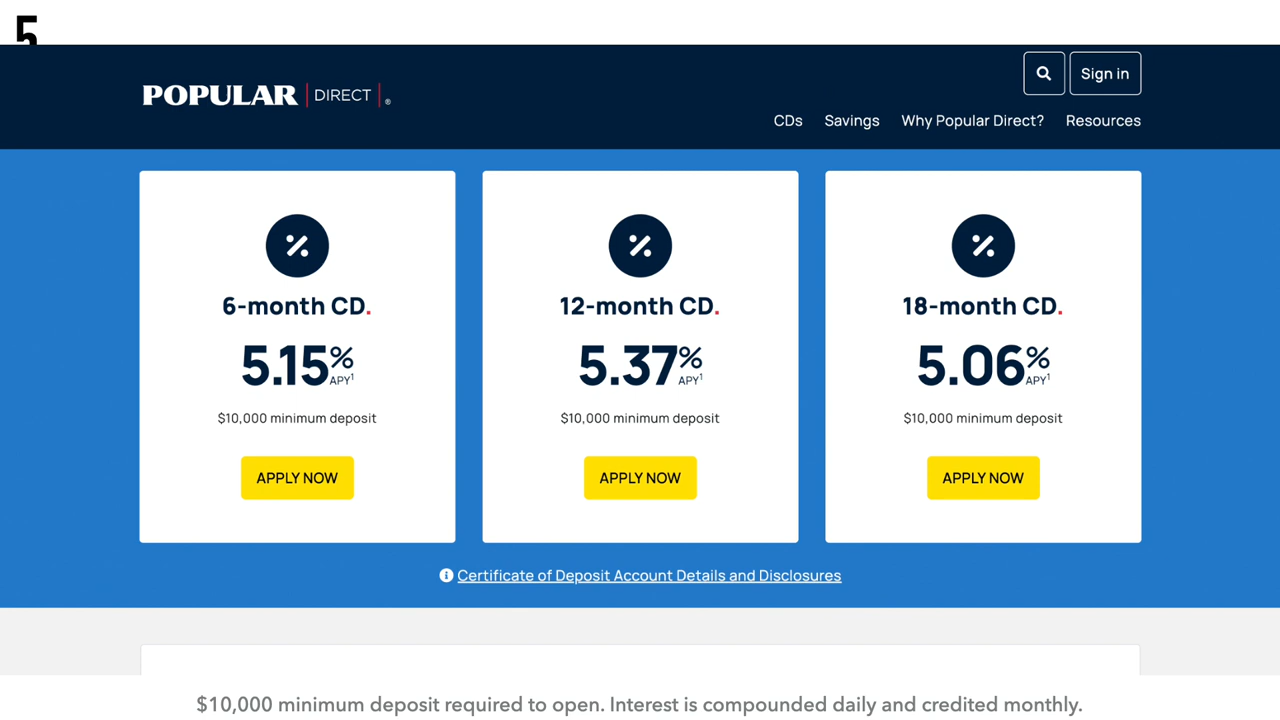 5
POPULAR DIRECT ®
Sign in
CDs Savings Why Popular Direct? Resources
6-month CD.
5.15% APY1
$10,000 minimum deposit
APPLY NOW
12-month CD.
5.37% APY1
$10,000 minimum deposit
APPLY NOW
18-month CD.
5.06% APY1
$10,000 minimum deposit
APPLY NOW
Certificate of Deposit Account Details and Disclosures
$10,000 minimum deposit required to open. Interest is compounded daily and credited monthly.